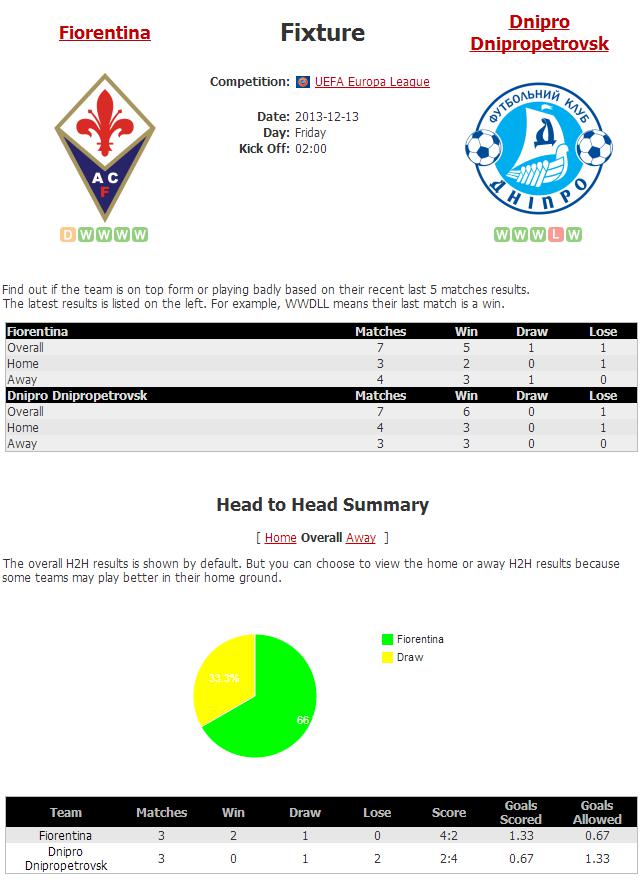 Fiorentina
Fixture
Dnipro
Dnipropetrovsk
Competition: UEFA Europa League
Date: 2013-12-13
Day: Friday
Kick Off: 02:00
A C
F
ФУТБОЛЬНИЙ КЛУБ
Д
ДНІПРО
D W W W W
W W W L W
Find out if the team is on top form or playing badly based on their recent last 5 matches results.
The latest results is listed on the left. For example, WWDLL means their last match is a win.
Fiorentina Matches Win Draw Lose
Overall 7 5 1 1
Home 3 2 0 1
Away 4 3 1 0
Dnipro Dnipropetrovsk Matches Win Draw Lose
Overall 7 6 0 1
Home 4 3 0 1
Away 3 3 0 0
Head to Head Summary
[ Home Overall Away ]
The overall H2H results is shown by default. But you can choose to view the home or away H2H results because
some teams may play better in their home ground.
Fiorentina
Draw
33.3%
66
Team Matches Win Draw Lose Score Goals Scored Goals Allowed
Fiorentina 3 2 1 0 4:2 1.33 0.67
Dnipro Dnipropetrovsk 3 0 1 2 2:4 0.67 1.33